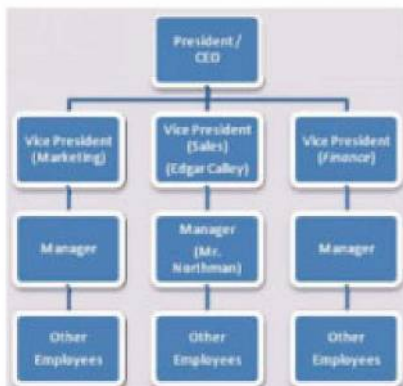 President /
CEO
Vice President
(Marketing)
Vice President
(Sales)
(Edgar Calley)
Vice President
(Finance)
Manager
Manager
(Mr.
Northman)
Manager
Other
Employees
Other
Employees
Other
Employees